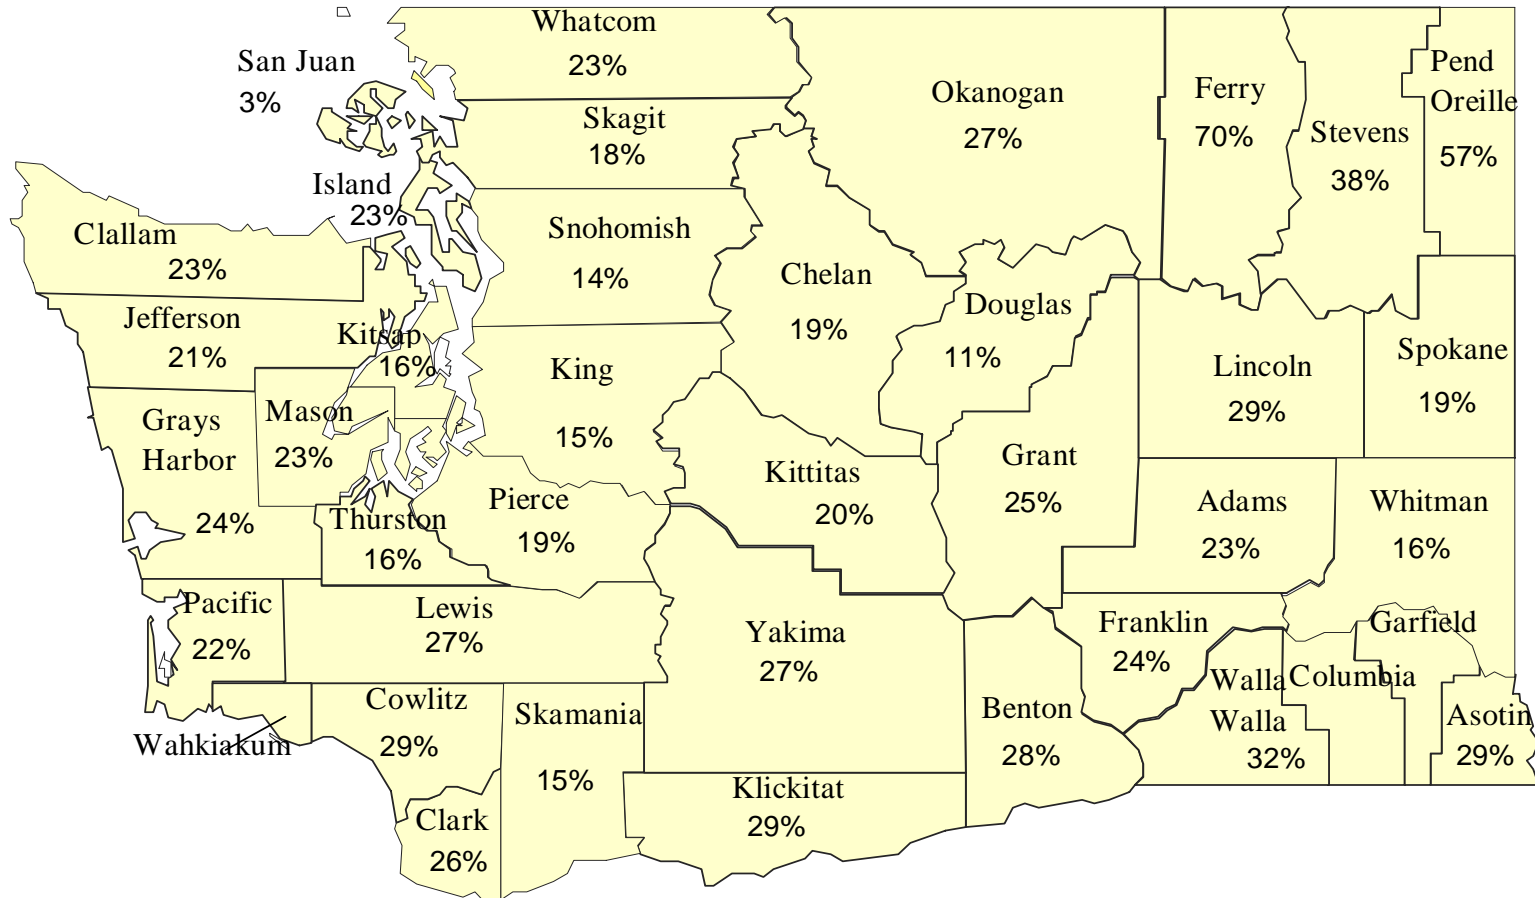 Whatcom
23%
San Juan
3%
Skagit
18%
Island
23%
Clallam
23%
Snohomish
14%
Jefferson
21%
Kitsap
16%
King
15%
Grays
Harbor
24%
Mason
23%
Thurston
16%
Pierce
19%
Pacific
22%
Lewis
27%
Wahkiakum
Cowlitz
29%
Clark
26%
Skamania
15%
Okanogan
27%
Chelan
19%
Douglas
11%
Kittitas
20%
Grant
25%
Yakima
27%
Klickitat
29%
Benton
28%
Ferry
70%
Stevens
38%
Pend
Oreille
57%
Lincoln
29%
Spokane
19%
Adams
23%
Whitman
16%
Franklin
24%
Walla
Walla
32%
Columbia
Garfield
Asotin
29%